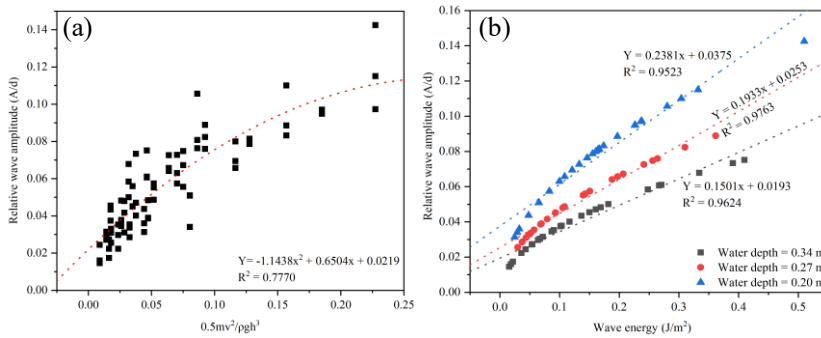 (a)
Relative wave amplitude (A/d)
0.14
0.12
0.10
0.08
0.06
0.04
0.02
0.00
Y= -1.1438x² + 0.6504x + 0.0219
R² = 0.7770
0.00 0.05 0.10 0.15 0.20 0.25
0.5mv²/ρgh³
(b)
Relative wave amplitude (A/d)
0.16
0.14
0.12
0.10
0.08
0.06
0.04
0.02
0.00
Y = 0.2381x + 0.0375
R² = 0.9523
Y = 0.1933x + 0.0253
R² = 0.9763
Y = 0.1501x + 0.0193
R² = 0.9624
Water depth = 0.34 m
Water depth = 0.27 m
Water depth = 0.20 m
0.0 0.1 0.2 0.3 0.4 0.5
Wave energy (J/m²)